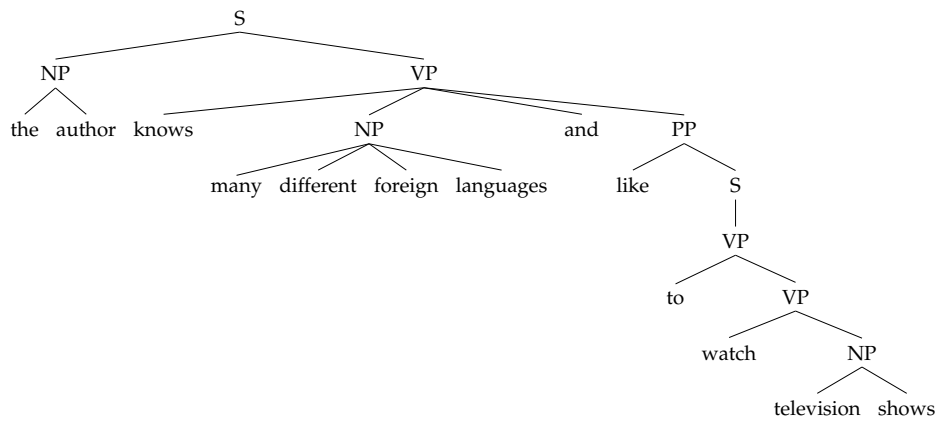 S
NP VP
the author knows NP and PP
many different foreign languages like S
VP
to VP
watch NP
television shows